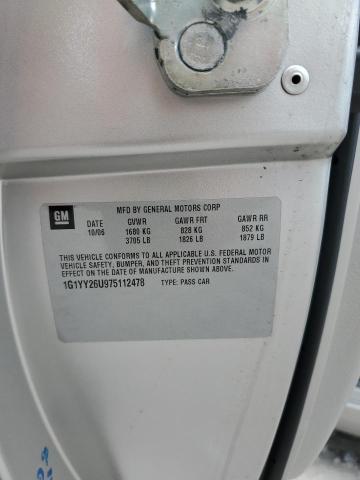 GM
MFD BY GENERAL MOTORS CORP
DATE GVWR GAWR FRT GAWR RR
10/06 1680 KG 828 KG 852 KG
3705 LB 1826 LB 1879 LB
THIS VEHICLE CONFORMS TO ALL APPLICABLE U.S. FEDERAL MOTOR
VEHICLE SAFETY, BUMPER, AND THEFT PREVENTION STANDARDS IN
EFFECT ON THE DATE OF MANUFACTURE SHOWN ABOVE.
1G1YY26U975112478 TYPE: PASS CAR